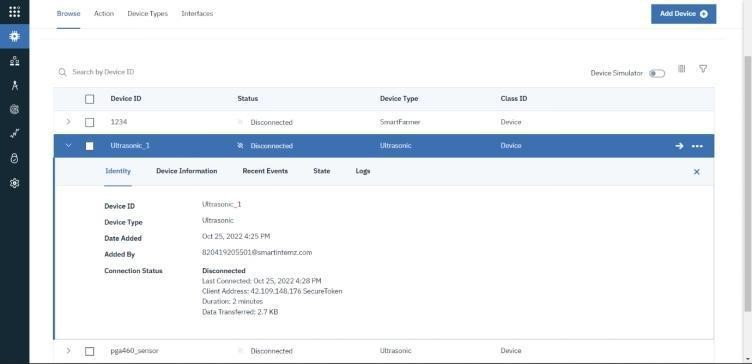 Browse Action Device Types Interfaces Add Device
Search by Device ID Device Simulator
Device ID Status Device Type Class ID
1234 Disconnected SmartFarmer Device
Ultrasonic_1 Disconnected Ultrasonic Device
Identity Device Information Recent Events State Logs
Device ID Ultrasonic_1
Device Type Ultrasonic
Date Added Oct 25, 2022 4:25 PM
Added By 820419205501@smartinternz.com
Connection Status Disconnected
Last Connected: Oct 25, 2022 4:28 PM
Client Address: 42.109.148.176 SecureToken
Duration: 2 minutes
Data Transferred: 2.7 KB
pga460_sensor Disconnected Ultrasonic Device